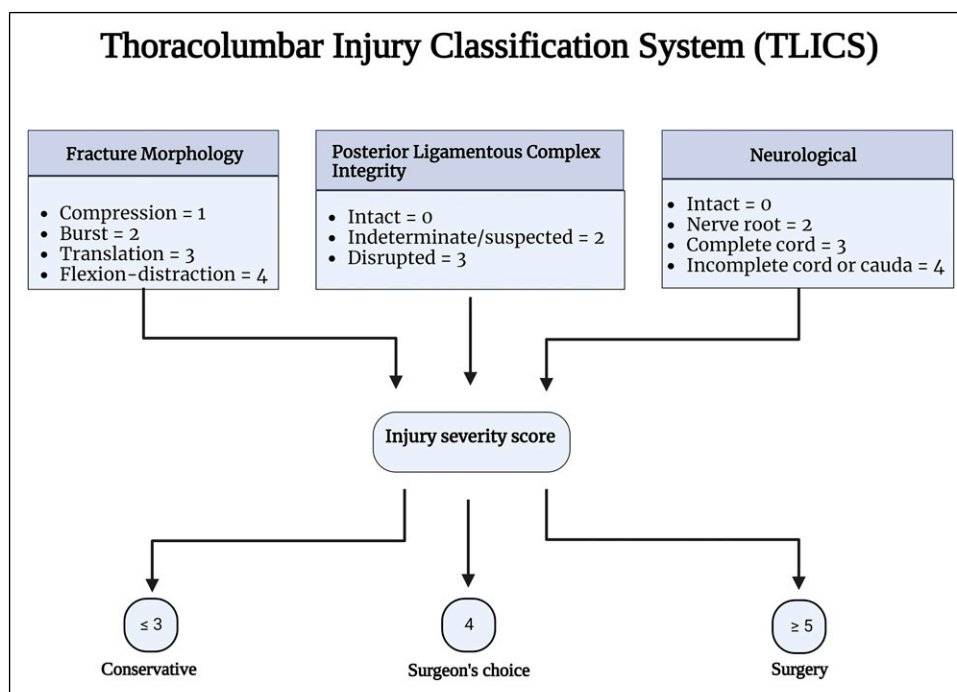 Thoracolumbar Injury Classification System (TLICS)
Fracture Morphology
• Compression = 1
• Burst = 2
• Translation = 3
• Flexion-distraction = 4
Posterior Ligamentous Complex
Integrity
• Intact = 0
• Indeterminate/suspected = 2
• Disrupted = 3
Neurological
• Intact = 0
• Nerve root = 2
• Complete cord = 3
• Incomplete cord or cauda = 4
Injury severity score
≤ 3
Conservative
4
Surgeon's choice
≥ 5
Surgery